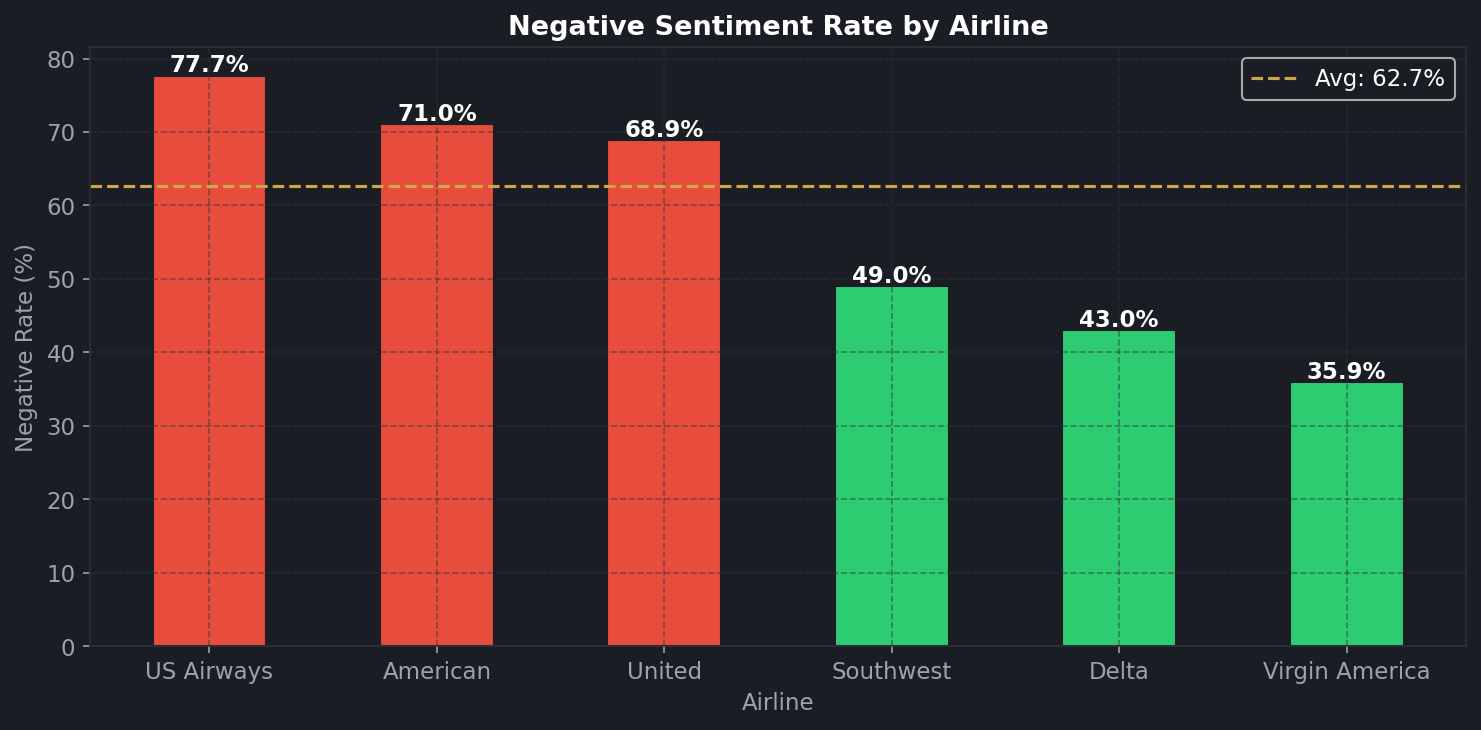 Negative Sentiment Rate by Airline
Avg: 62.7%
77.7%
71.0%
68.9%
49.0%
43.0%
35.9%
Negative Rate (%)
80
70
60
50
40
30
20
10
0
US Airways
American
United
Southwest
Delta
Virgin America
Airline